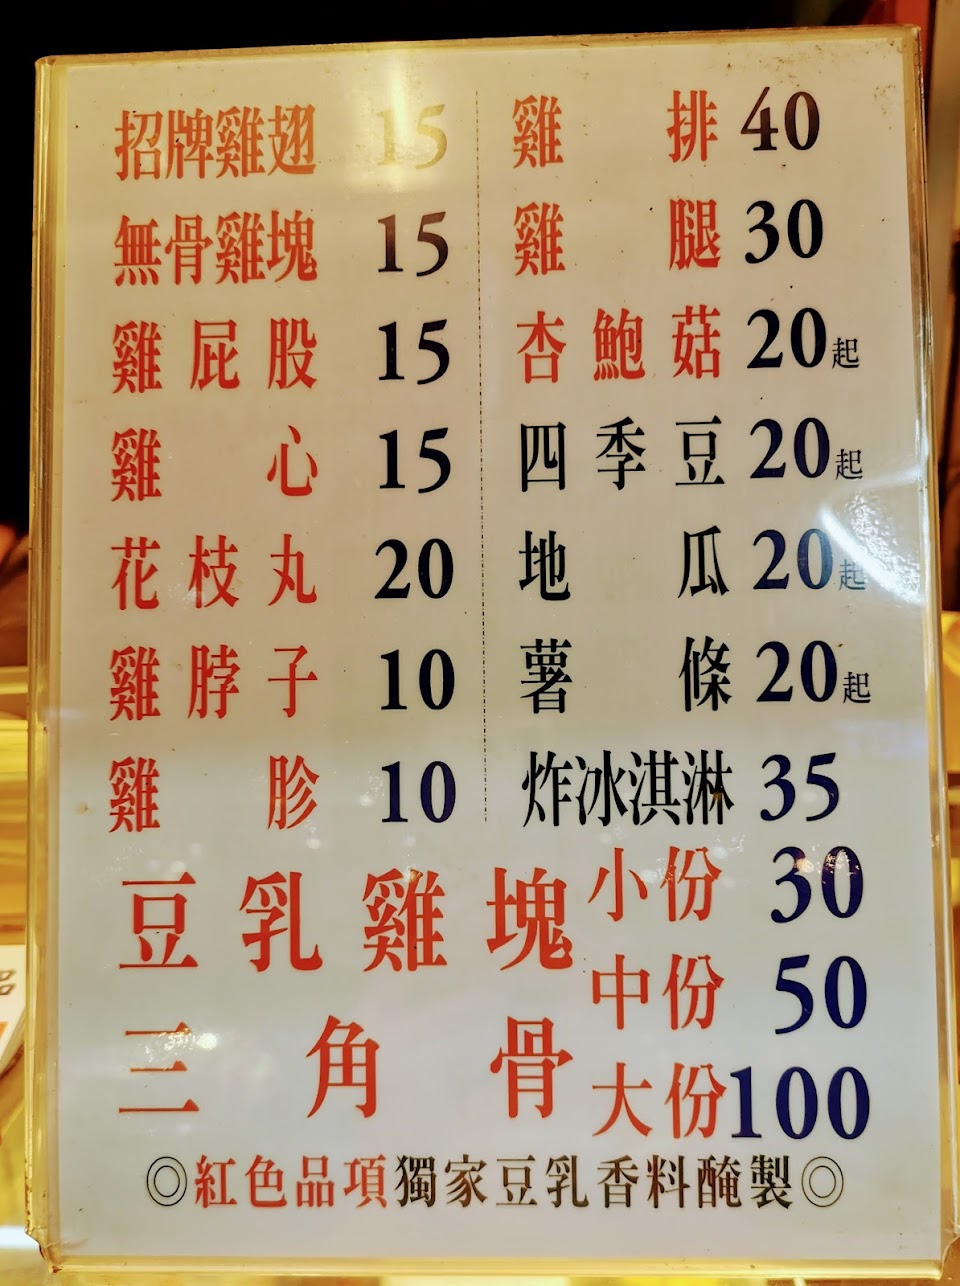 招牌雞翅 15
無骨雞塊 15
雞屁股 15
雞心 15
花枝丸 20
雞脖子 10
雞胗 10
雞排 40
雞腿 30
杏鮑菇 20起
四季豆 20起
地瓜 20起
薯條 20起
炸冰淇淋 35
豆乳雞塊
三角骨
小份 30
中份 50
大份 100
◎紅色品項獨家豆乳香料醃製◎